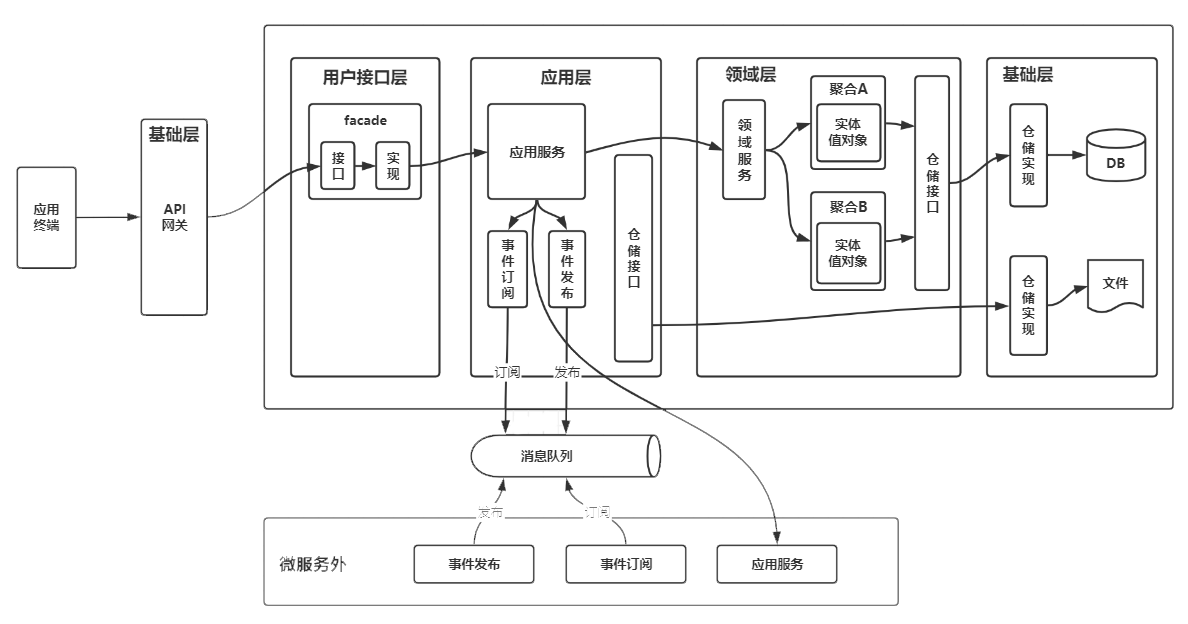 应用
终端
基础层
API
网关
用户接口层
facade
接
口
实
现
应用层
应用服务
事
件
订
阅
事
件
发
布
仓
储
接
口
订阅
发布
领域层
领
域
服
务
聚合A
实体
值对象
聚合B
实体
值对象
仓
储
接
口
基础层
仓
储
实
现
DB
仓
储
实
现
文件
消息队列
发布
订阅
微服务外
事件发布
事件订阅
应用服务